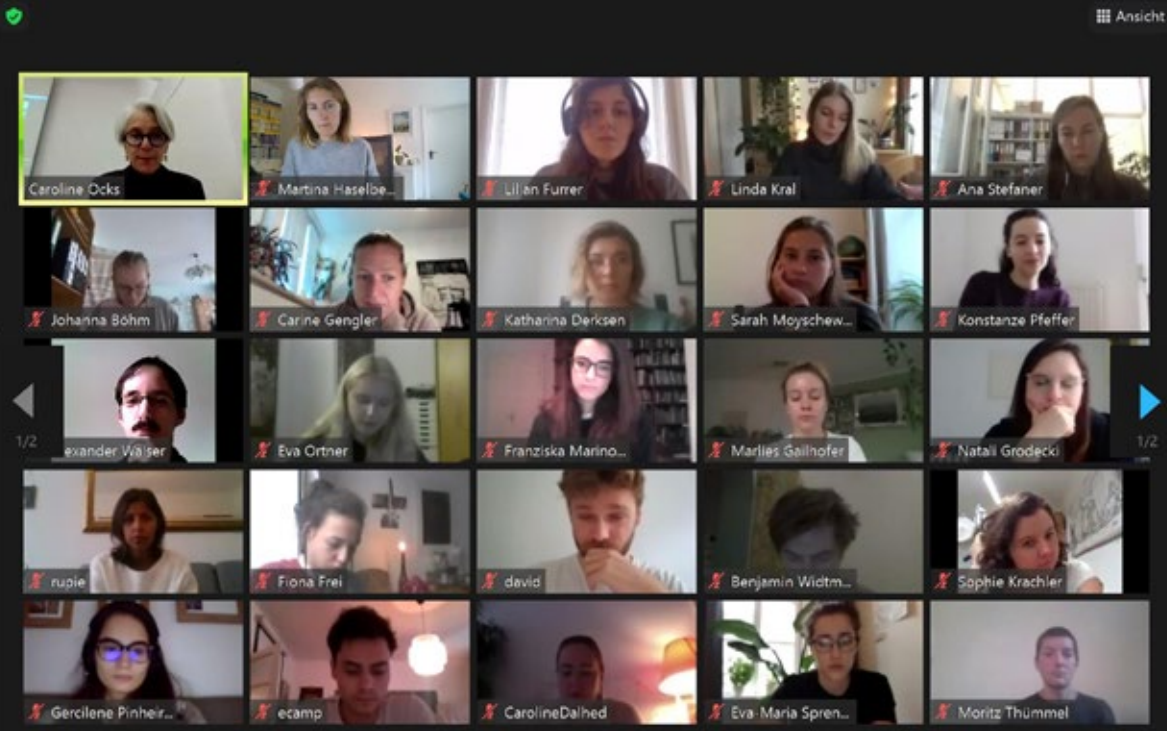 Ansicht
Caroline Ocks
Martina Haselbe...
Lilian Furrer
Linda Kral
Ana Stefaner
Johanna Böhm
Carine Gengler
Katharina Derksen
Sarah Moyschew...
Konstanze Pfeffer
exander Walser
Eva Ortner
Franziska Marino...
Marlies Gailhofer
Natali Grodecki
1/2
1/2
rupie
Fiona Frei
david
Benjamin Widtm...
Sophie Krachler
Gercilene Pinheir...
ecamp
CarolineDalhed
Eva-Maria Spren...
Moritz Thümmel